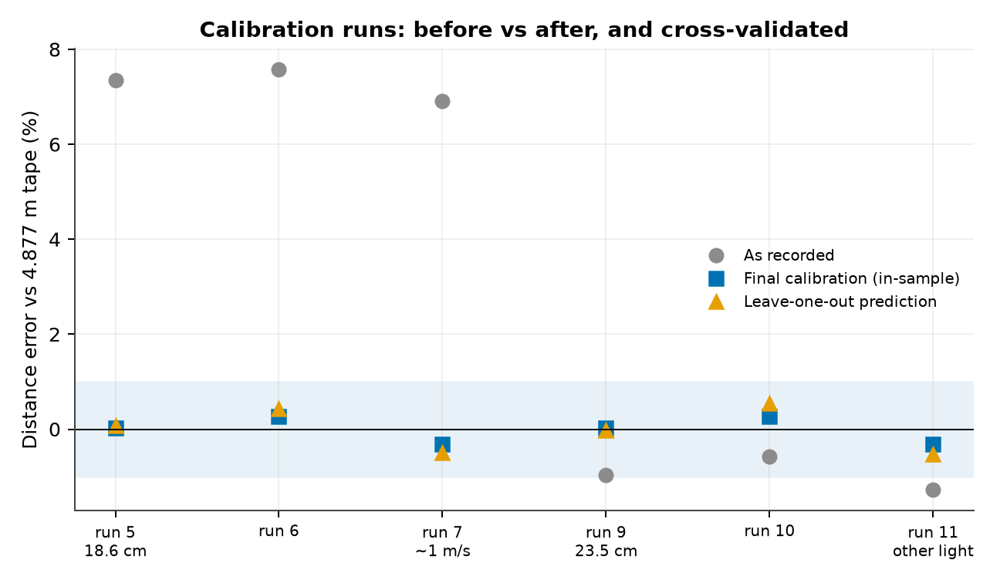 Calibration runs: before vs after, and cross-validated
Distance error vs 4.877 m tape (%)
8
6
4
2
0
As recorded
Final calibration (in-sample)
Leave-one-out prediction
run 5
18.6 cm
run 6
run 7
~1 m/s
run 9
23.5 cm
run 10
run 11
other light